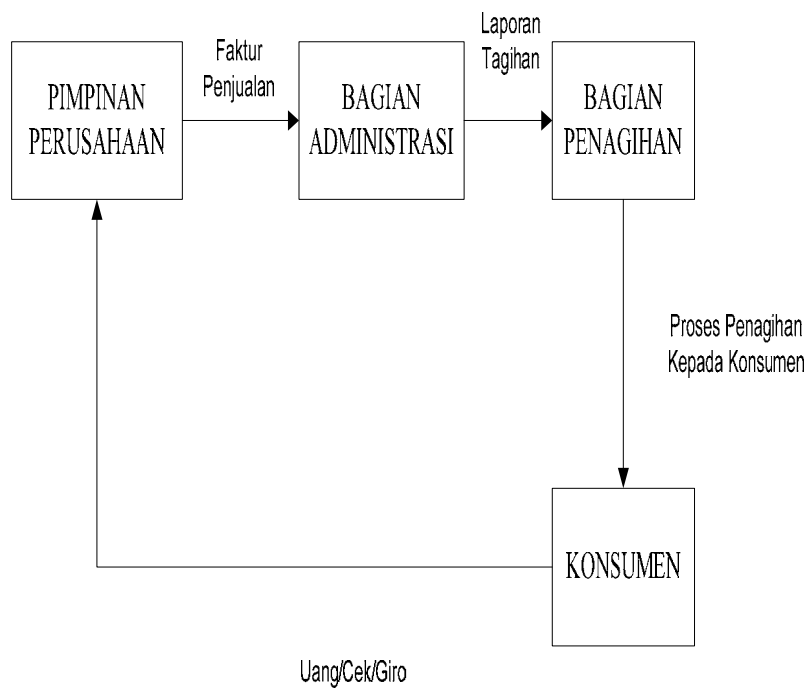 PIMPINAN
PERUSAHAAN
Faktur
Penjualan
BAGIAN
ADMINISTRASI
Laporan
Tagihan
BAGIAN
PENAGIHAN
Proses Penagihan
Kepada Konsumen
KONSUMEN
Uang/Cek/Giro